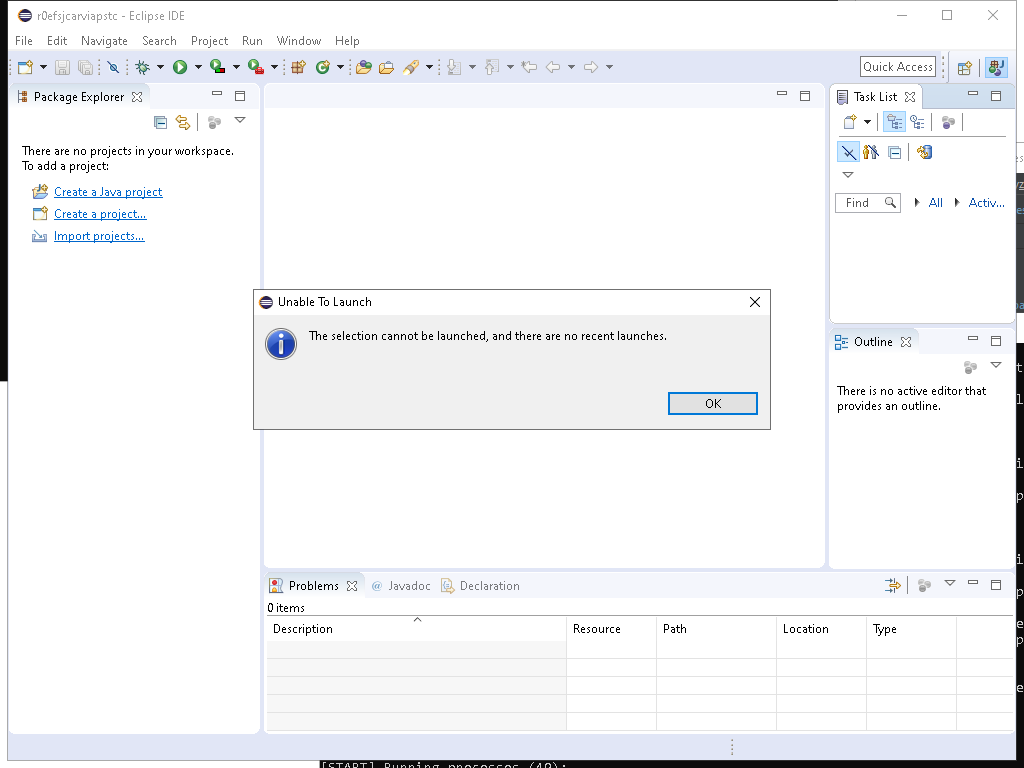 r0efsjcarviapstc - Eclipse IDE
File Edit Navigate Search Project Run Window Help
Quick Access
Package Explorer
There are no projects in your workspace.
To add a project:
Create a Java project
Create a project...
Import projects...
Task List
Find
All
Activ...
Unable To Launch
The selection cannot be launched, and there are no recent launches.
OK
Outline
There is no active editor that
provides an outline.
Problems @ Javadoc Declaration
0 items
Description Resource Path Location Type
[START] Running processes (49):